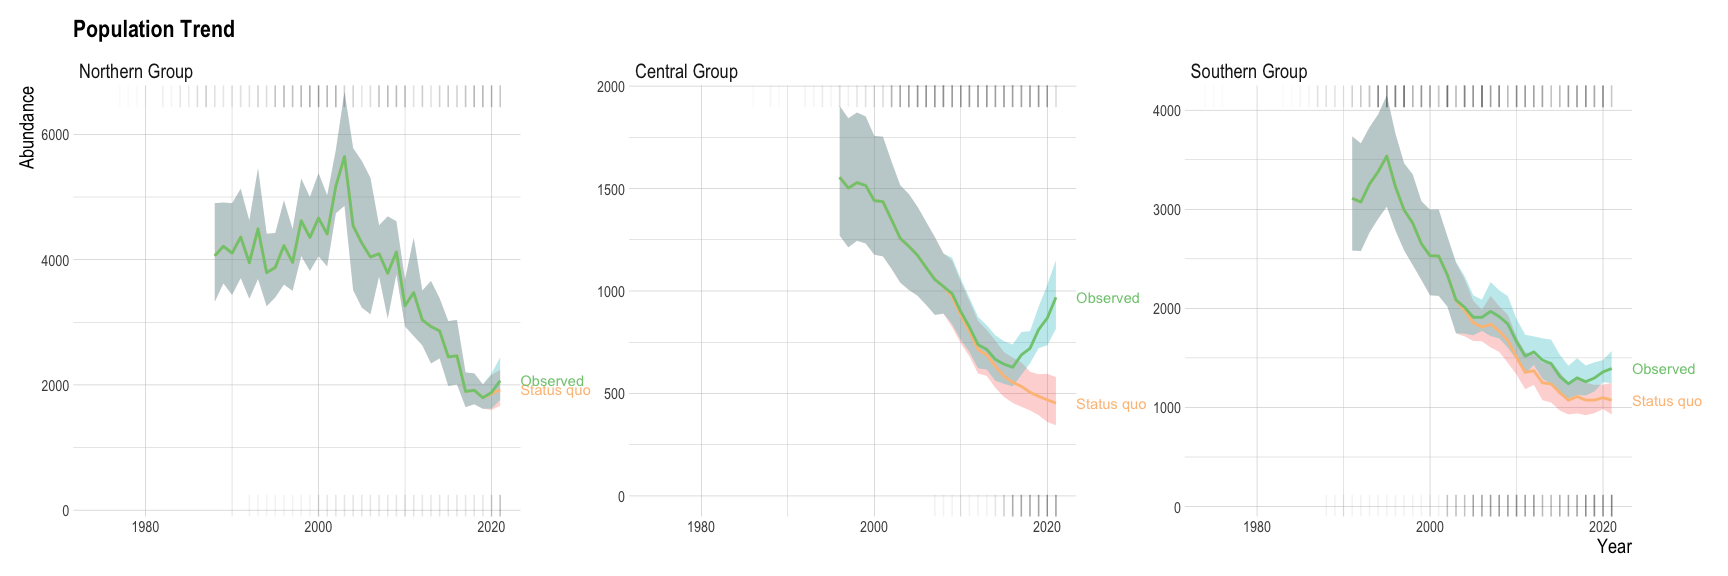 Population Trend
Northern Group
Central Group
Southern Group
Abundance
6000
4000
2000
0
1980
2000
2020
Observed
Status quo
2000
1500
1000
500
0
1980
2000
2020
Observed
Status quo
4000
3000
2000
1000
0
1980
2000
2020
Observed
Status quo
Year